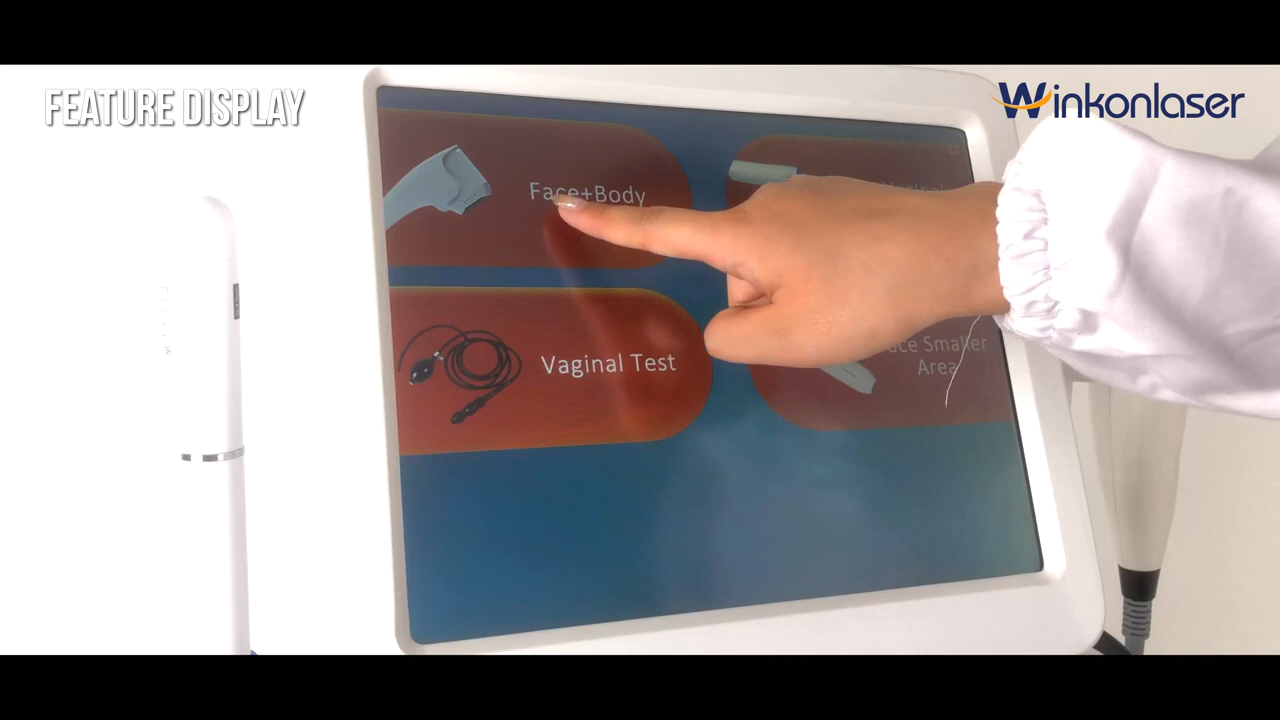 FEATURE DISPLAY
Winkonlaser
Face+Body
Vaginal Test
Smaller
Area